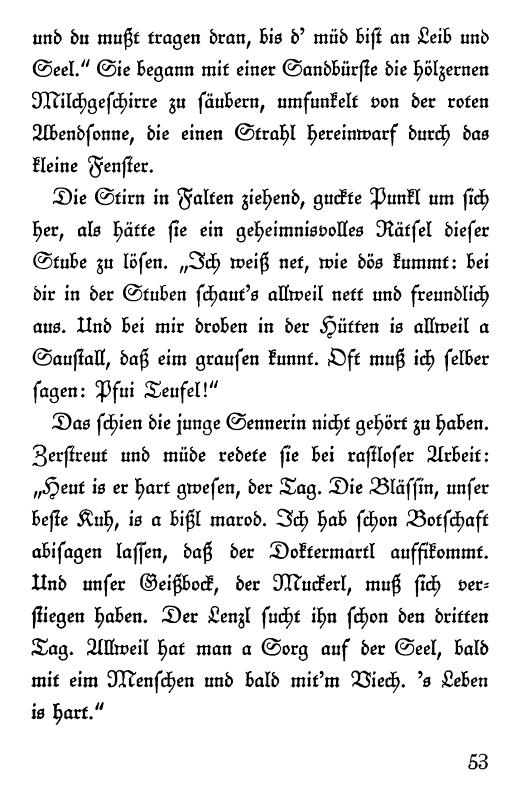 und du mußt tragen dran, bis d' müd bist an Leib und
Seel.“ Sie begann mit einer Sandbürste die hölzernen
Milchgeschirre zu säubern, umfunkelt von der roten
Abendsonne, die einen Strahl hereinwarf durch das
kleine Fenster.
Die Stirn in Falten ziehend, guckte Punkl um sich
her, als hätte sie ein geheimnisvolles Rätsel dieser
Stube zu lösen. „Ich weiß net, wie dös kummt: bei
dir in der Stuben schaut's allweil nett und freundlich
aus. Und bei mir droben in der Hütten is allweil a
Saustall, daß eim grausen kunnt. Oft muß ich selber
sagen: Pfui Teufel!“
Das schien die junge Sennerin nicht gehört zu haben.
Zerstreut und müde redete sie bei rastloser Arbeit:
„Heut is er hart gwesen, der Tag. Die Blässin, unser
beste Kuh, is a bißl marod. Ich hab schon Botschaft
abisagen lassen, daß der Doktermartl auffikommt.
Und unser Geißbock, der Muckerl, muß sich ver-
stiegen haben. Der Lenzl sucht ihn schon den dritten
Tag. Allweil hat man a Sorg auf der Seel, bald
mit eim Menschen und bald mit'm Viech. 's Leben
is hart.“
53